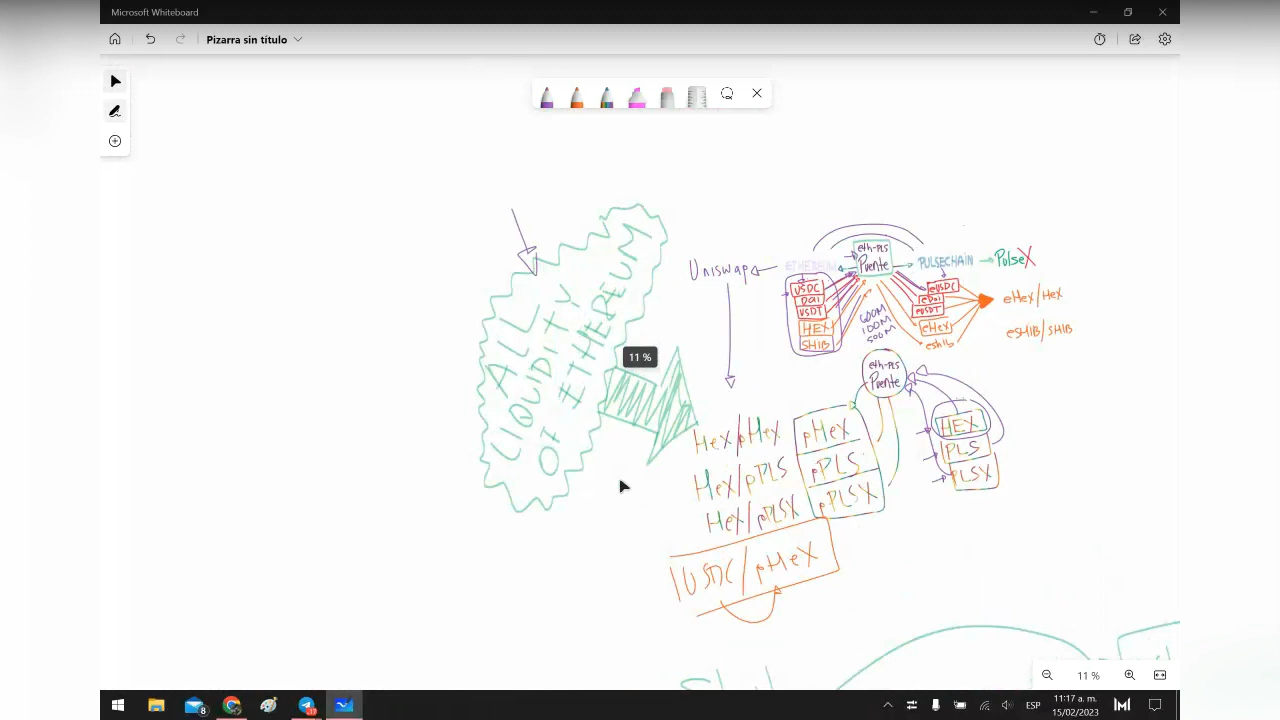 Microsoft Whiteboard
Pizarra sin título
ALL
LIQUIDITY
OF ETHEREUM
11 %
Uniswap
ETHEREUM
eth-PLS
Puente
PULSECHAIN
PulseX
USDC
Dai
USDT
HEX
SHIB
600M
100M
500M
eUSDC
eDai
eUSDT
eHex
eshib
eHex/Hex
eSHIB/SHIB
eth-PLS
Puente
Hex/pHex
Hex/pPLS
Hex/pPLSX
pHex
pPLS
pPLSX
HEX
PLS
PLSX
USDC/pHeX
11 %
8
17
ESP
11:17 a. m.
15/02/2023